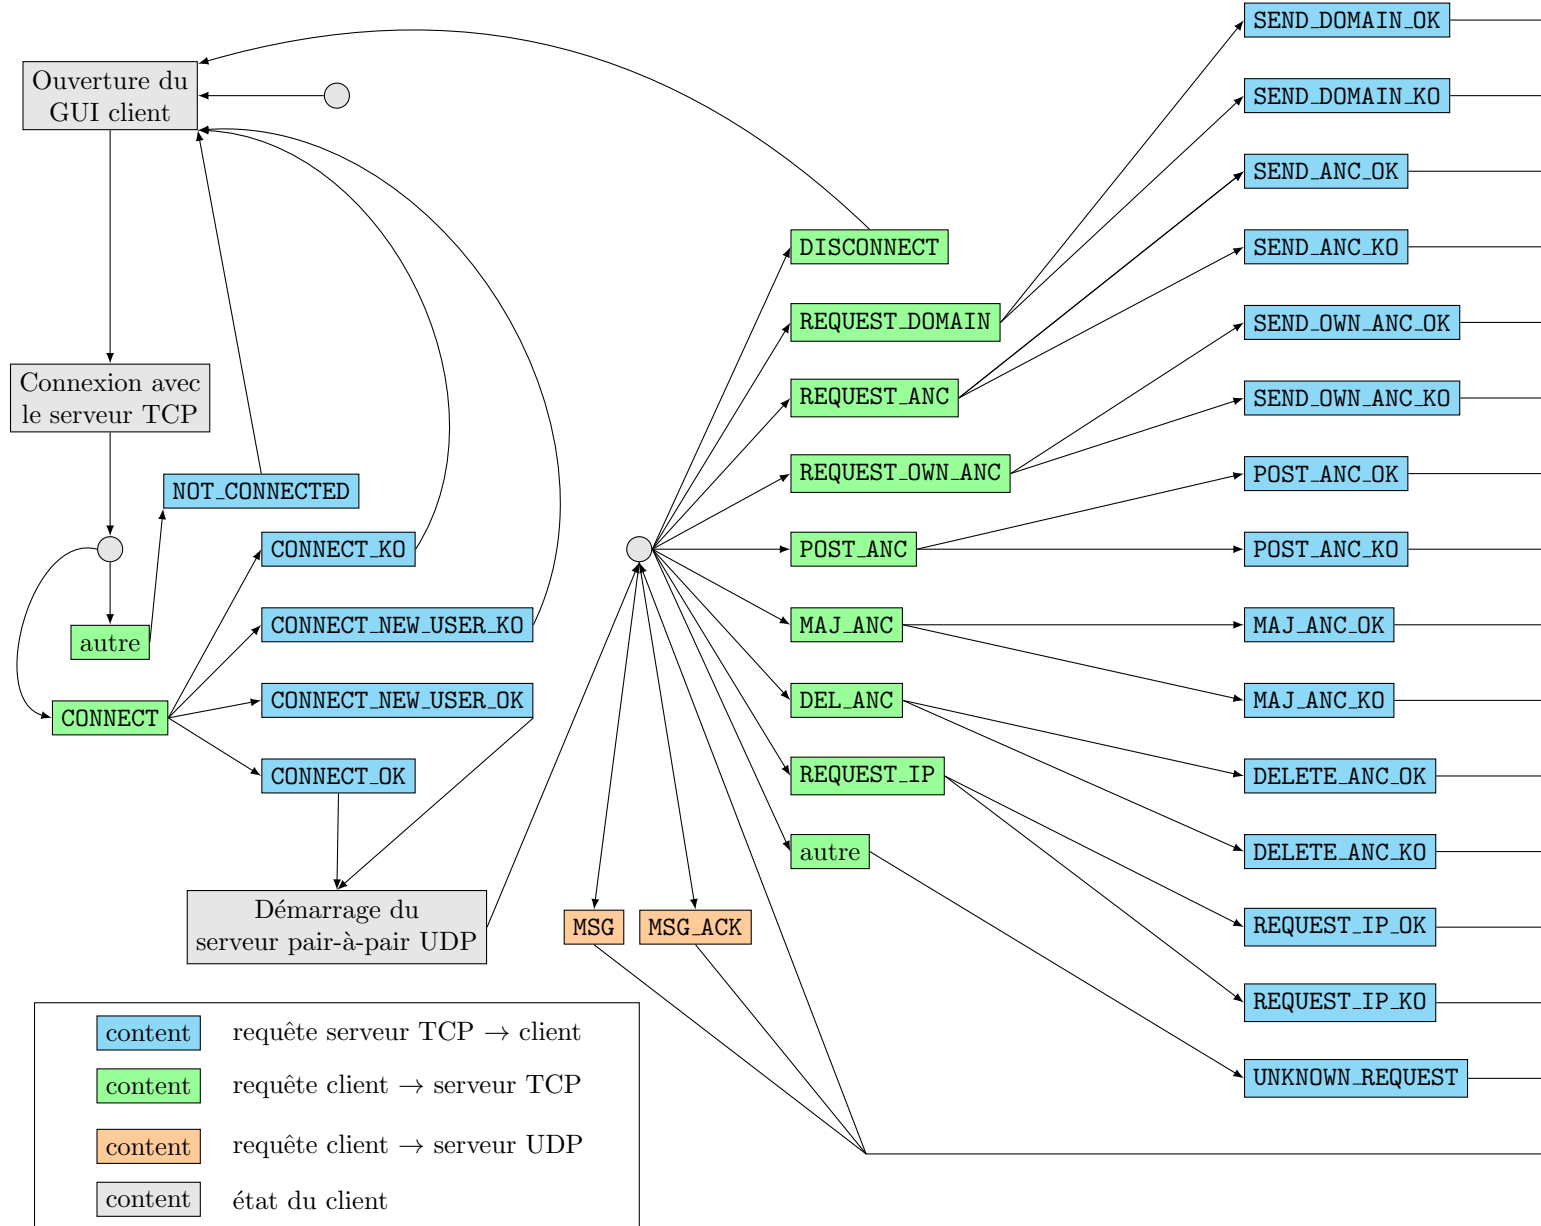 Ouverture du
GUI client
Connexion avec
le serveur TCP
NOT_CONNECTED
CONNECT_KO
CONNECT_NEW_USER_KO
autre
CONNECT_NEW_USER_OK
CONNECT
CONNECT_OK
Démarrage du
serveur pair-à-pair UDP
MSG
MSG_ACK
DISCONNECT
REQUEST_DOMAIN
REQUEST_ANC
REQUEST_OWN_ANC
POST_ANC
MAJ_ANC
DEL_ANC
REQUEST_IP
autre
SEND_DOMAIN_OK
SEND_DOMAIN_KO
SEND_ANC_OK
SEND_ANC_KO
SEND_OWN_ANC_OK
SEND_OWN_ANC_KO
POST_ANC_OK
POST_ANC_KO
MAJ_ANC_OK
MAJ_ANC_KO
DELETE_ANC_OK
DELETE_ANC_KO
REQUEST_IP_OK
REQUEST_IP_KO
UNKNOWN_REQUEST
content requête serveur TCP → client
content requête client → serveur TCP
content requête client → serveur UDP
content état du client